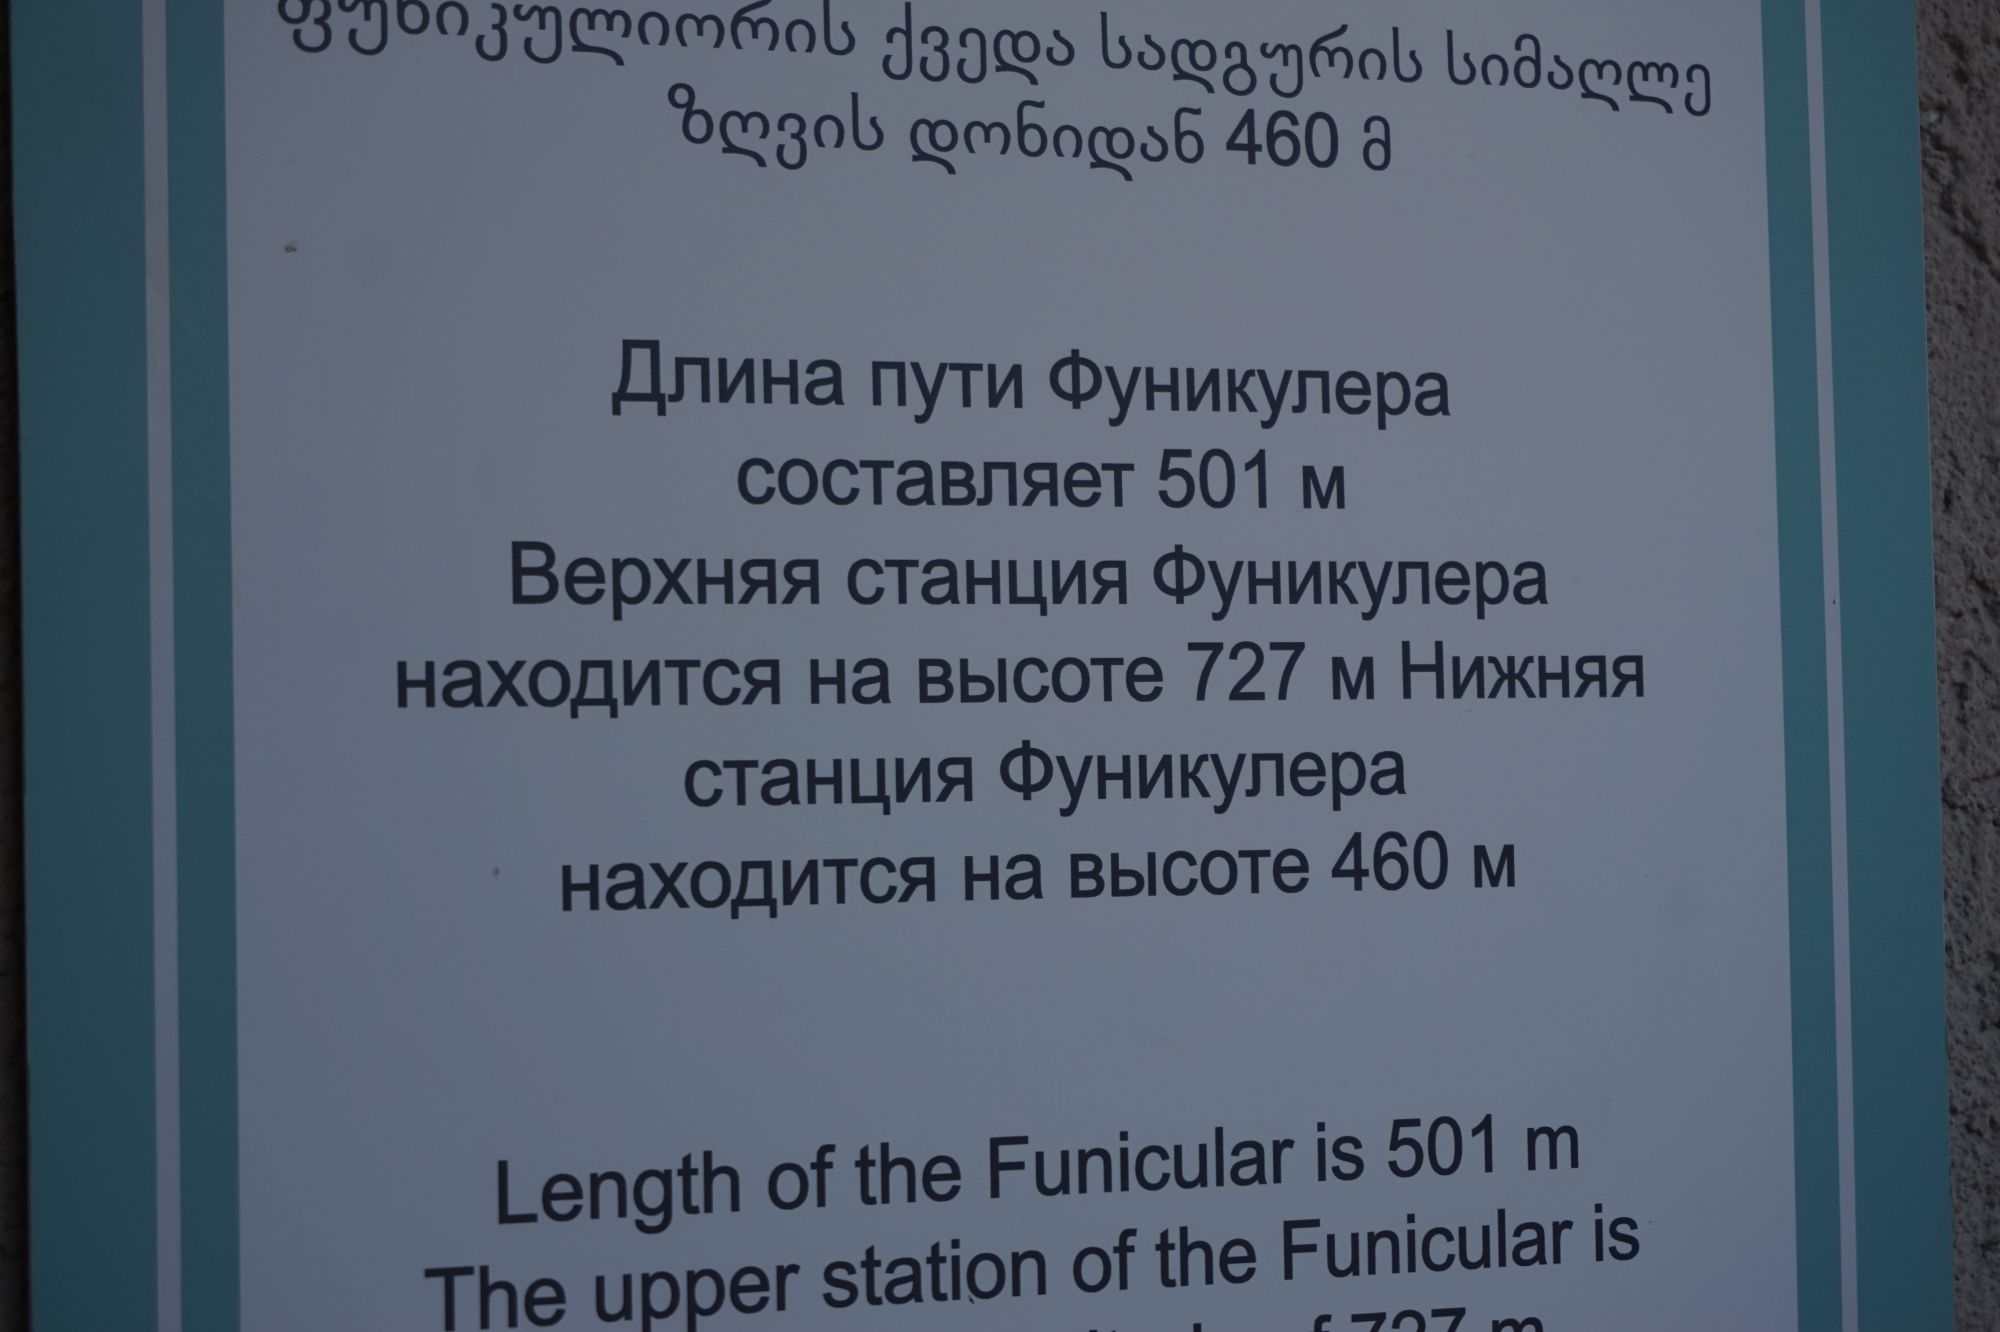 ფუნიკულიორის ქვედა სადგურის სიმაღლე
ზღვის დონიდან 460 მ
Длина пути Фуникулера
составляет 501 м
Верхняя станция Фуникулера
находится на высоте 727 м Нижняя
станция Фуникулера
находится на высоте 460 м
Length of the Funicular is 501 m
The upper station of the Funicular is
of 727 m